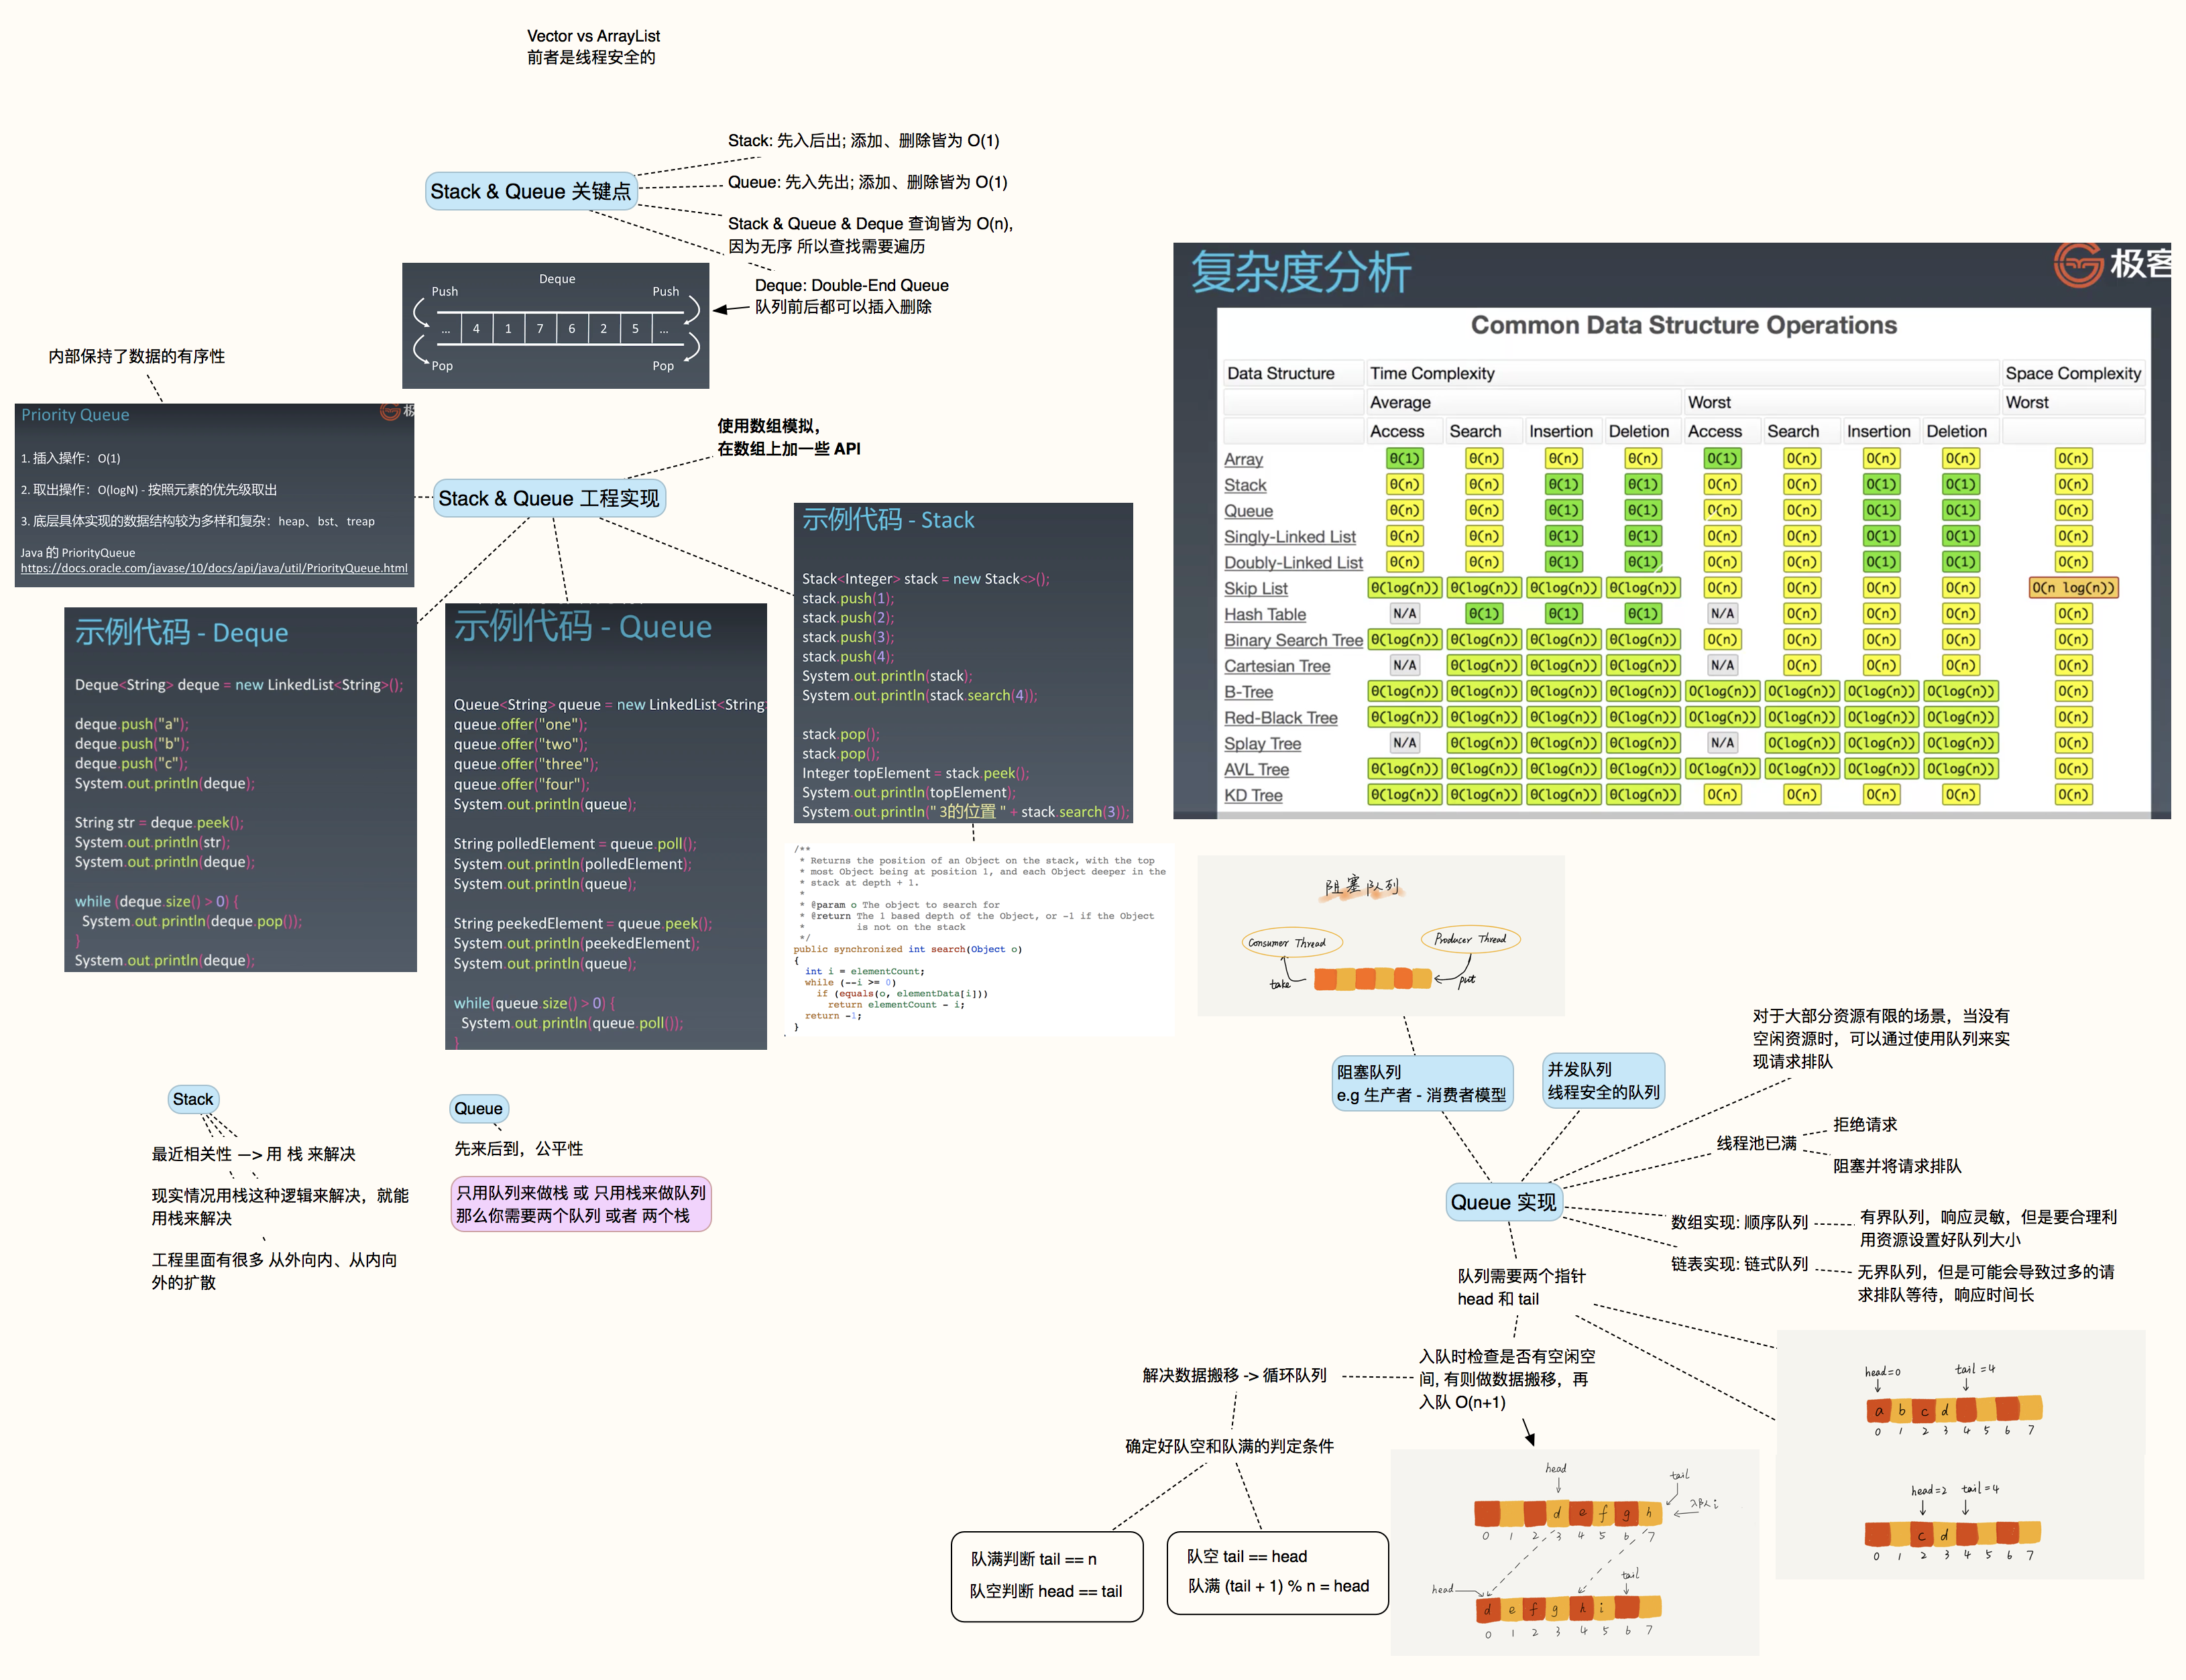 Vector vs ArrayList
前者是线程安全的
Stack & Queue 关键点
Stack: 先入后出; 添加、删除皆为 O(1)
Queue: 先入先出; 添加、删除皆为 O(1)
Stack & Queue & Deque 查询皆为 O(n),
因为无序 所以查找需要遍历
Deque: Double-End Queue
队列前后都可以插入删除
Deque
Push Push
... 4 1 7 6 2 5 ...
Pop Pop
内部保持了数据的有序性
Priority Queue
极
1. 插入操作：O(1)
2. 取出操作：O(logN) - 按照元素的优先级取出
3. 底层具体实现的数据结构较为多样和复杂：heap、bst、treap
Java 的 PriorityQueue
https://docs.oracle.com/javase/10/docs/api/java/util/PriorityQueue.html
使用数组模拟，
在数组上加一些 API
Stack & Queue 工程实现
示例代码 - Deque
Deque<String> deque = new LinkedList<String>();
deque.push("a");
deque.push("b");
deque.push("c");
System.out.println(deque);
String str = deque.peek();
System.out.println(str);
System.out.println(deque);
while (deque.size() > 0) {
System.out.println(deque.pop());
}
System.out.println(deque);
示例代码 - Queue
Queue<String> queue = new LinkedList<String
queue.offer("one");
queue.offer("two");
queue.offer("three");
queue.offer("four");
System.out.println(queue);
String polledElement = queue.poll();
System.out.println(polledElement);
System.out.println(queue);
String peekedElement = queue.peek();
System.out.println(peekedElement);
System.out.println(queue);
while(queue.size() > 0) {
System.out.println(queue.poll());
}
示例代码 - Stack
Stack<Integer> stack = new Stack<>();
stack.push(1);
stack.push(2);
stack.push(3);
stack.push(4);
System.out.println(stack);
System.out.println(stack.search(4));
stack.pop();
stack.pop();
Integer topElement = stack.peek();
System.out.println(topElement);
System.out.println(" 3的位置 " + stack.search(3));
/**
* Returns the position of an Object on the stack, with the top
* most Object being at position 1, and each Object deeper in the
* stack at depth + 1.
*
* @param o The object to search for
* @return The 1 based depth of the Object, or -1 if the Object
* is not on the stack
*/
public synchronized int search(Object o)
{
int i = elementCount;
while (--i >= 0)
if (equals(o, elementData[i]))
return elementCount - i;
return -1;
}
复杂度分析
极客
Common Data Structure Operations
Data Structure Time Complexity Space Complexity
Average Worst Worst
Access Search Insertion Deletion Access Search Insertion Deletion
Array Θ(1) Θ(n) Θ(n) Θ(n) O(1) O(n) O(n) O(n) O(n)
Stack Θ(n) Θ(n) Θ(1) Θ(1) O(n) O(n) O(1) O(1) O(n)
Queue Θ(n) Θ(n) Θ(1) Θ(1) O(n) O(n) O(1) O(1) O(n)
Singly-Linked List Θ(n) Θ(n) Θ(1) Θ(1) O(n) O(n) O(1) O(1) O(n)
Doubly-Linked List Θ(n) Θ(n) Θ(1) Θ(1) O(n) O(n) O(1) O(1) O(n)
Skip List Θ(log(n)) Θ(log(n)) Θ(log(n)) Θ(log(n)) O(n) O(n) O(n) O(n) O(n log(n))
Hash Table N/A Θ(1) Θ(1) Θ(1) N/A O(n) O(n) O(n) O(n)
Binary Search Tree Θ(log(n)) Θ(log(n)) Θ(log(n)) Θ(log(n)) O(n) O(n) O(n) O(n) O(n)
Cartesian Tree N/A Θ(log(n)) Θ(log(n)) Θ(log(n)) N/A O(n) O(n) O(n) O(n)
B-Tree Θ(log(n)) Θ(log(n)) Θ(log(n)) Θ(log(n)) O(log(n)) O(log(n)) O(log(n)) O(log(n)) O(n)
Red-Black Tree Θ(log(n)) Θ(log(n)) Θ(log(n)) Θ(log(n)) O(log(n)) O(log(n)) O(log(n)) O(log(n)) O(n)
Splay Tree N/A Θ(log(n)) Θ(log(n)) Θ(log(n)) N/A O(log(n)) O(log(n)) O(log(n)) O(n)
AVL Tree Θ(log(n)) Θ(log(n)) Θ(log(n)) Θ(log(n)) O(log(n)) O(log(n)) O(log(n)) O(log(n)) O(n)
KD Tree Θ(log(n)) Θ(log(n)) Θ(log(n)) Θ(log(n)) O(n) O(n) O(n) O(n) O(n)
Stack
最近相关性 —> 用 栈 来解决
现实情况用栈这种逻辑来解决，就能
用栈来解决
工程里面有很多 从外向内、从内向
外的扩散
Queue
先来后到，公平性
只用队列来做栈 或 只用栈来做队列
那么你需要两个队列 或者 两个栈
阻塞队列
Consumer Thread Producer Thread
take put
阻塞队列
e.g 生产者 - 消费者模型
并发队列
线程安全的队列
对于大部分资源有限的场景，当没有
空闲资源时，可以通过使用队列来实
现请求排队
线程池已满
拒绝请求
阻塞并将请求排队
Queue 实现
数组实现: 顺序队列
有界队列，响应灵敏，但是要合理利
用资源设置好队列大小
链表实现: 链式队列
无界队列，但是可能会导致过多的请
求排队等待，响应时间长
队列需要两个指针
head 和 tail
入队时检查是否有空闲空
间, 有则做数据搬移，再
入队 O(n+1)
解决数据搬移 -> 循环队列
确定好队空和队满的判定条件
队满判断 tail == n
队空判断 head == tail
队空 tail == head
队满 (tail + 1) % n = head
head tail
入队 i
d e f g h
0 1 2 3 4 5 6 7
head tail
d e f g h i
0 1 2 3 4 5 6 7
head=0 tail=4
a b c d
0 1 2 3 4 5 6 7
head=2 tail=4
c d
0 1 2 3 4 5 6 7